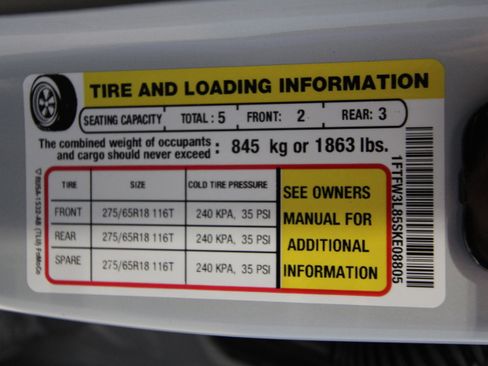 TIRE AND LOADING INFORMATION
SEATING CAPACITY TOTAL : 5 FRONT: 2 REAR: 3
The combined weight of occupants and cargo should never exceed : 845 kg or 1863 lbs.
TIRE SIZE COLD TIRE PRESSURE
FRONT 275/65R18 116T 240 KPA, 35 PSI
REAR 275/65R18 116T 240 KPA, 35 PSI
SPARE 275/65R18 116T 240 KPA, 35 PSI
SEE OWNERS
MANUAL FOR
ADDITIONAL
INFORMATION
1FTFW3L85SKE08805